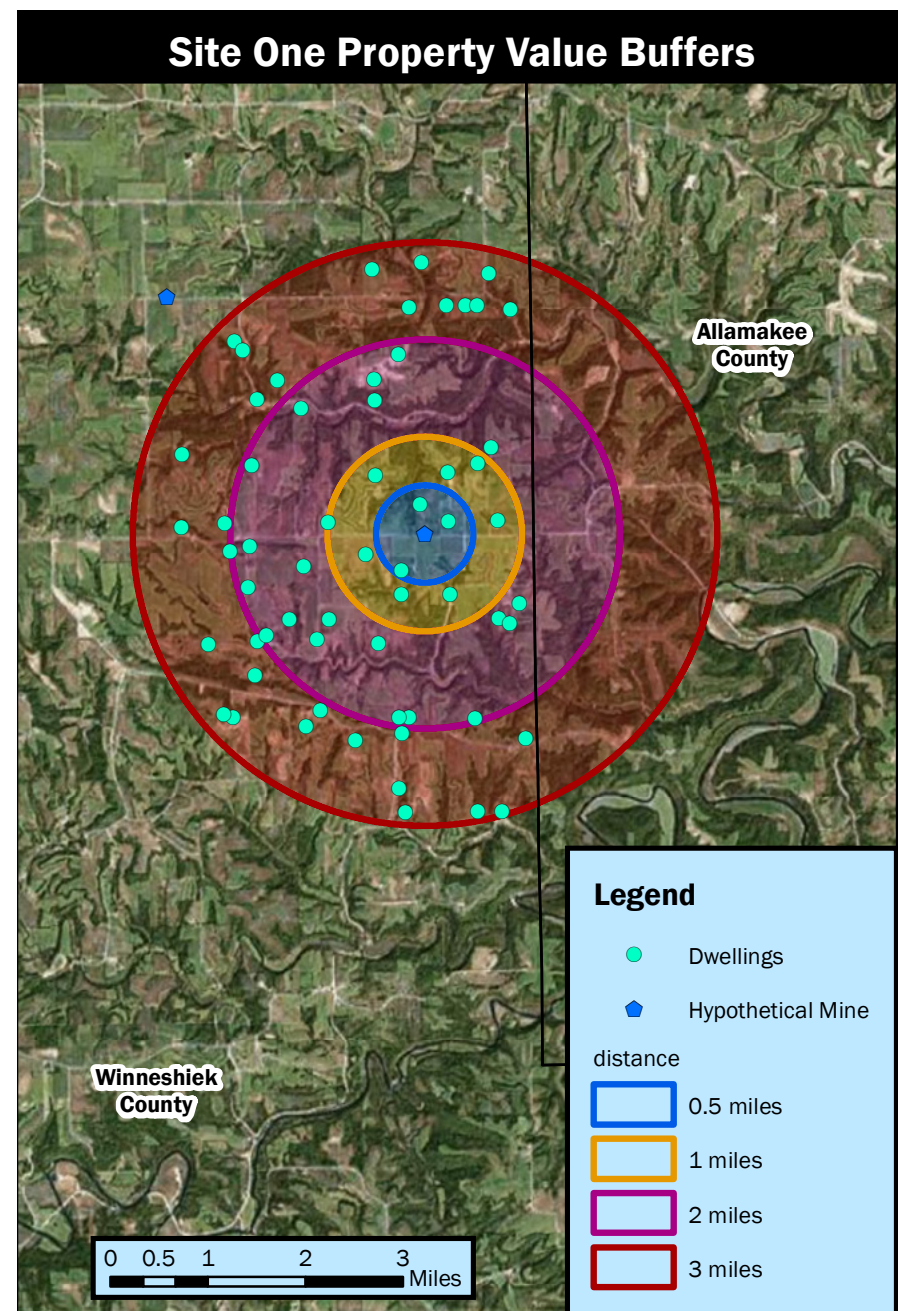 Site One Property Value Buffers
Allamakee
County
Winneshiek
County
Legend
Dwellings
Hypothetical Mine
distance
0.5 miles
1 miles
2 miles
3 miles
0 0.5 1 2 3
Miles